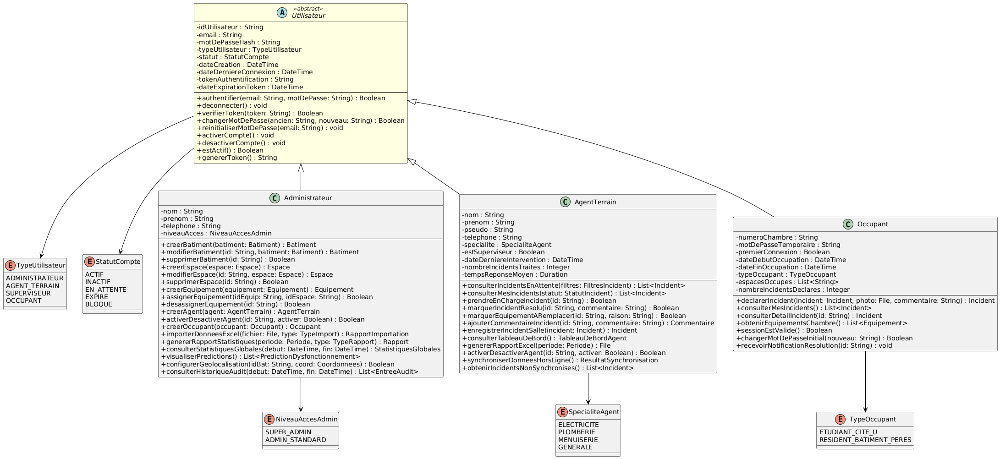 A
«abstract»
Utilisateur
-idUtilisateur : String
-email : String
-motDePasseHash : String
-typeUtilisateur : TypeUtilisateur
-statut : StatutCompte
-dateCreation : DateTime
-dateDerniereConnexion : DateTime
-tokenAuthentification : String
-dateExpirationToken : DateTime
+authentifier(email: String, motDePasse: String) : Boolean
+deconnecter() : void
+verifierToken(token: String) : Boolean
+changerMotDePasse(ancien: String, nouveau: String) : Boolean
+reinitialiserMotDePasse(email: String) : void
+activerCompte() : void
+desactiverCompte() : void
+estActif() : Boolean
+genererToken() : String
E TypeUtilisateur
ADMINISTRATEUR
AGENT_TERRAIN
SUPERVISEUR
OCCUPANT
E StatutCompte
ACTIF
INACTIF
EN_ATTENTE
EXPIRE
BLOQUE
C Administrateur
-nom : String
-prenom : String
-telephone : String
-niveauAcces : NiveauAccesAdmin
+creerBatiment(batiment: Batiment) : Batiment
+modifierBatiment(id: String, batiment: Batiment) : Batiment
+supprimerBatiment(id: String) : Boolean
+creerEspace(espace: Espace) : Espace
+modifierEspace(id: String, espace: Espace) : Espace
+supprimerEspace(id: String) : Boolean
+creerEquipement(equipement: Equipement) : Equipement
+assignerEquipement(idEquip: String, idEspace: String) : Boolean
+desassignerEquipement(id: String) : Boolean
+creerAgent(agent: AgentTerrain) : AgentTerrain
+activerDesactiverAgent(id: String, activer: Boolean) : Boolean
+creerOccupant(occupant: Occupant) : Occupant
+importerDonneesExcel(fichier: File, type: TypeImport) : RapportImportation
+genererRapportStatistiques(periode: Periode, type: TypeRapport) : Rapport
+consulterStatistiquesGlobales(debut: DateTime, fin: DateTime) : StatistiquesGlobales
+visualiserPredictions() : List<PredictionDysfonctionnement>
+configurerGeolocalisation(idBat: String, coord: Coordonnees) : Boolean
+consulterHistoriqueAudit(debut: DateTime, fin: DateTime) : List<EntreeAudit>
C AgentTerrain
-nom : String
-prenom : String
-pseudo : String
-telephone : String
-specialite : SpecialiteAgent
-estSuperviseur : Boolean
-dateDerniereIntervention : DateTime
-nombreIncidentsTraites : Integer
-tempsReponseMoyen : Duration
+consulterIncidentsEnAttente(filtres: FiltresIncident) : List<Incident>
+consulterMesIncidents(statut: StatutIncident) : List<Incident>
+prendreEnChargeIncident(id: String) : Boolean
+marquerIncidentResolu(id: String, commentaire: String) : Boolean
+marquerEquipementARemplacer(id: String, raison: String) : Boolean
+ajouterCommentaireIncident(id: String, commentaire: String) : Commentaire
+enregistrerIncidentSalle(incident: Incident) : Incident
+consulterTableauDeBord() : TableauDeBordAgent
+genererRapportExcel(periode: Periode) : File
+activerDesactiverAgent(id: String, activer: Boolean) : Boolean
+synchroniserDonneesHorsLigne() : ResultatSynchronisation
+obtenirIncidentsNonSynchronises() : List<Incident>
C Occupant
-numeroChambre : String
-motDePasseTemporaire : String
-premierConnexion : Boolean
-dateDebutOccupation : DateTime
-dateFinOccupation : DateTime
-typeOccupant : TypeOccupant
-espacesOccupes : List<String>
-nombreIncidentsDeclares : Integer
+declarerIncident(incident: Incident, photo: File, commentaire: String) : Incident
+consulterMesIncidents() : List<Incident>
+consulterDetailIncident(id: String) : Incident
+obtenirEquipementsChambre() : List<Equipement>
+sessionEstValide() : Boolean
+changerMotDePasseInitial(nouveau: String) : Boolean
+recevoirNotificationResolution(id: String) : void
E NiveauAccesAdmin
SUPER_ADMIN
ADMIN_STANDARD
E SpecialiteAgent
ELECTRICITE
PLOMBERIE
MENUISERIE
GENERALE
E TypeOccupant
ETUDIANT_CITE_U
RESIDENT_BATIMENT_PERES